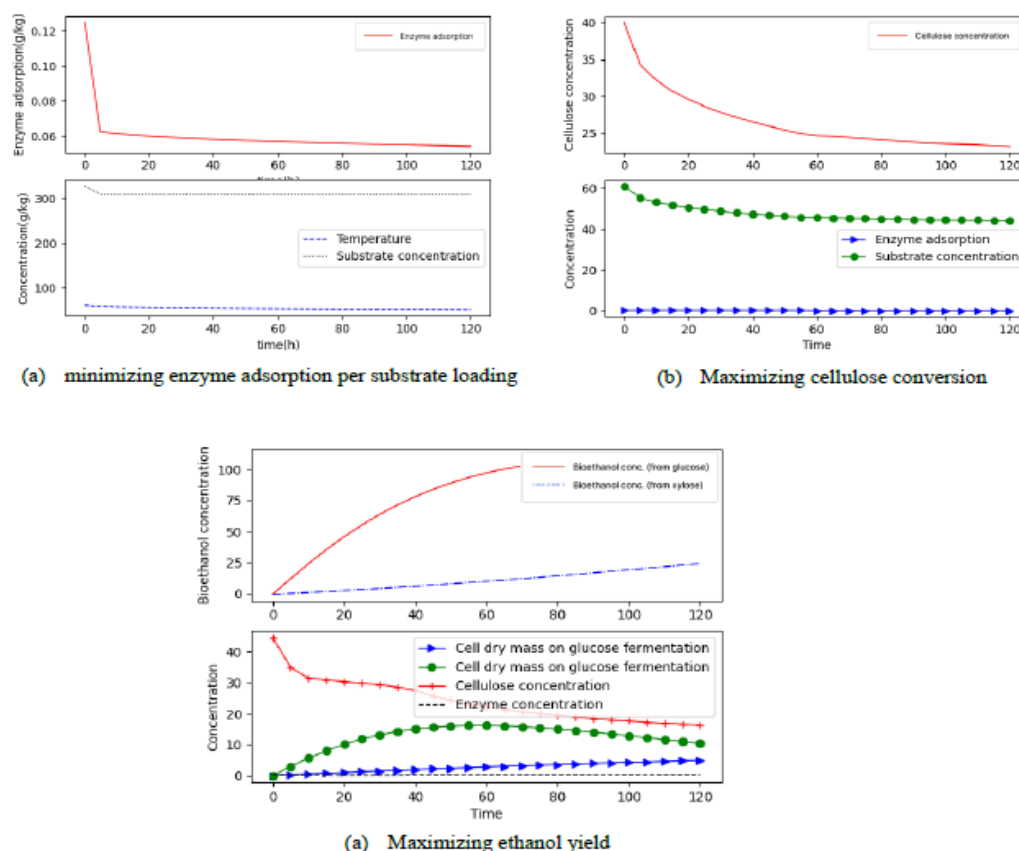 Enzyme adsorption(g/kg)
0.12
0.10
0.08
0.06
Enzyme adsorption
0 20 40 60 80 100 120
time(h)
Concentration(g/kg)
300
200
100
Temperature
Substrate concentration
0 20 40 60 80 100 120
time(h)
(a) minimizing enzyme adsorption per substrate loading
Cellulose concentration
40
35
30
25
Cellulose concentration
0 20 40 60 80 100 120
Concentration
60
40
20
0
Enzyme adsorption
Substrate concentration
0 20 40 60 80 100 120
Time
(b) Maximizing cellulose conversion
Bioethanol concentration
100
75
50
25
0
Bioethanol conc. (from glucose)
Bioethanol conc. (from xylose)
0 20 40 60 80 100 120
Concentration
40
30
20
10
0
Cell dry mass on glucose fermentation
Cell dry mass on glucose fermentation
Cellulose concentration
Enzyme concentration
0 20 40 60 80 100 120
Time
(a) Maximizing ethanol yield